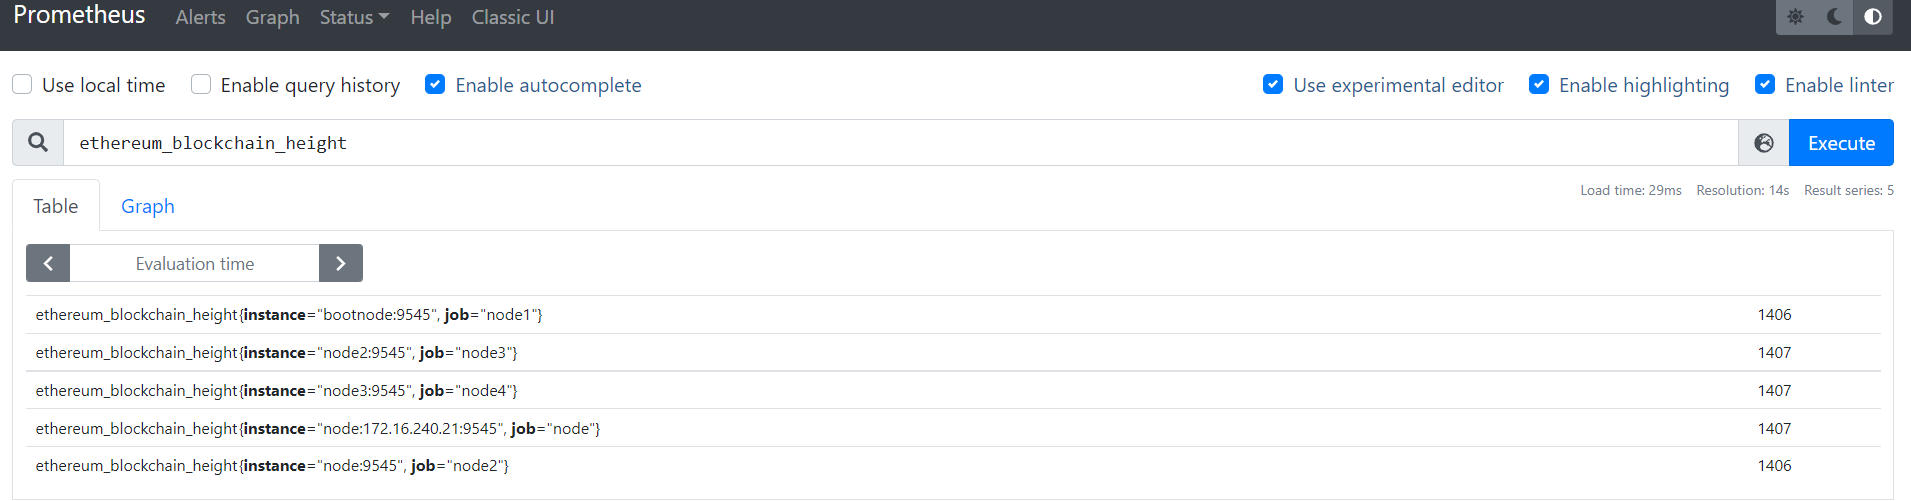 Prometheus Alerts Graph Status Help Classic UI
Use local time Enable query history Enable autocomplete Use experimental editor Enable highlighting Enable linter
ethereum_blockchain_height Execute
Load time: 29ms Resolution: 14s Result series: 5
Table Graph
Evaluation time
ethereum_blockchain_height{instance="bootnode:9545", job="node1"} 1406
ethereum_blockchain_height{instance="node2:9545", job="node3"} 1407
ethereum_blockchain_height{instance="node3:9545", job="node4"} 1407
ethereum_blockchain_height{instance="node:172.16.240.21:9545", job="node"} 1407
ethereum_blockchain_height{instance="node:9545", job="node2"} 1406